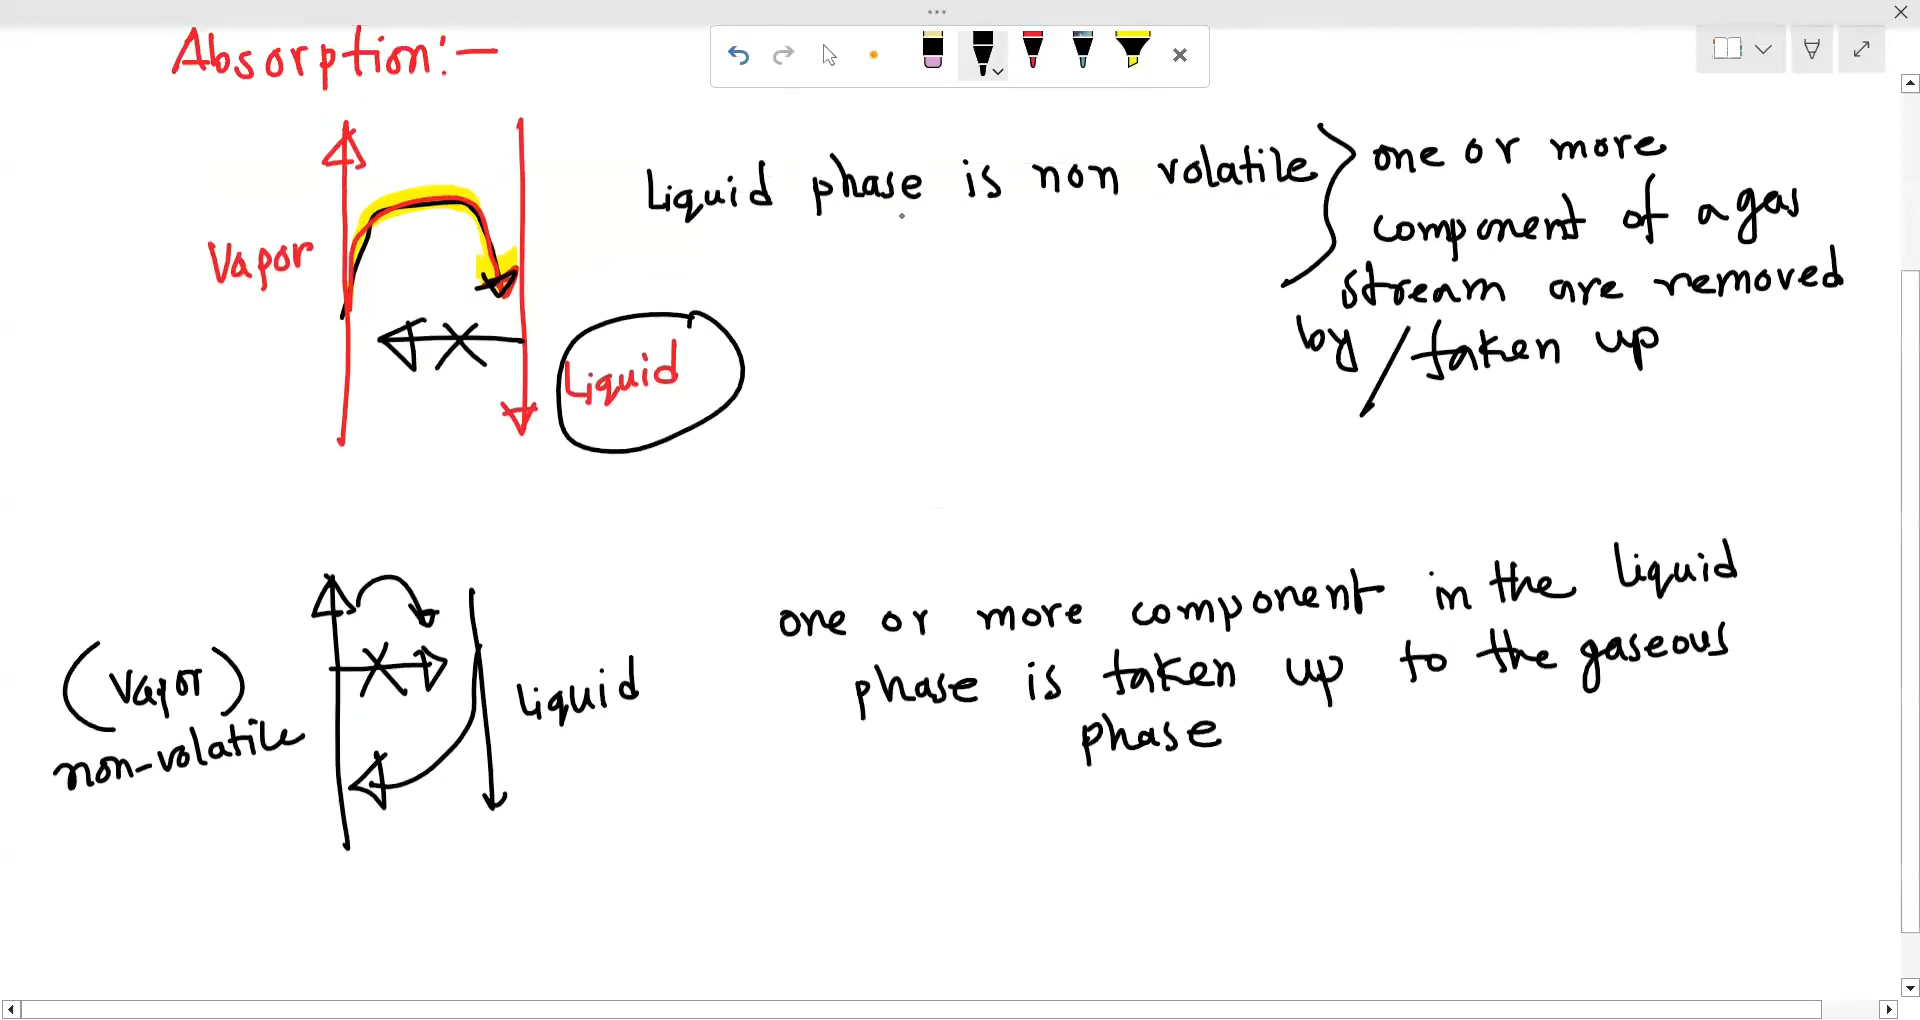 Absorption:-
Liquid phase is non volatile
one or more
component of a gas
stream are removed
by/taken up
Vapor
Liquid
one or more component in the liquid
phase is taken up to the gaseous
phase
(Vapor)
non-volatile
Liquid